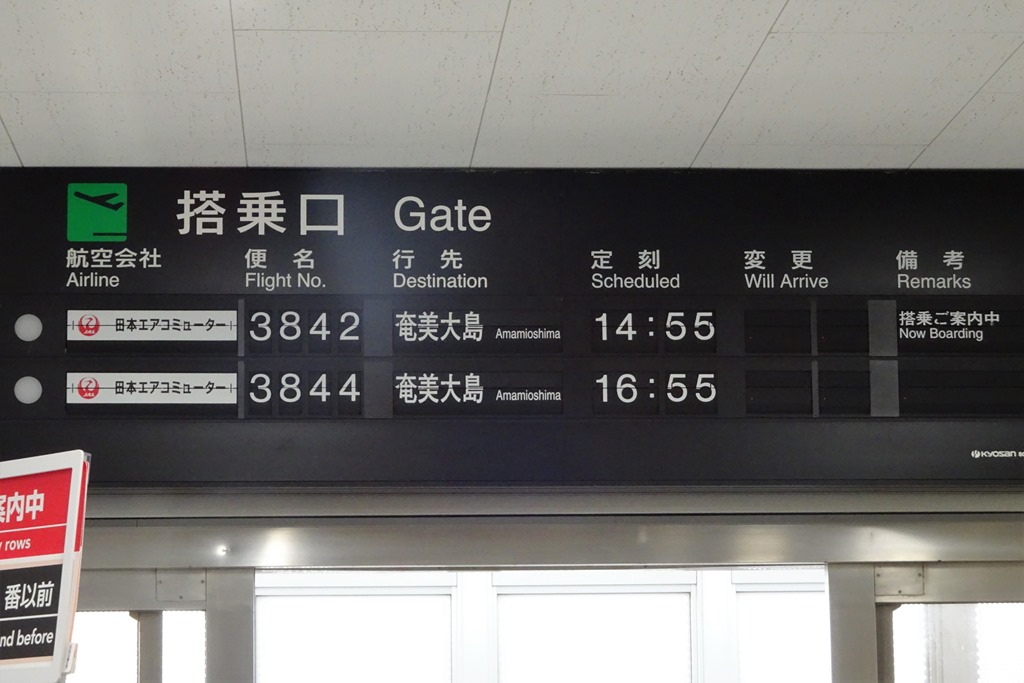 搭乗口 Gate
航空会社 便名 行先 定刻 変更 備考
Airline Flight No. Destination Scheduled Will Arrive Remarks
JAL 日本エアコミューター 3842 奄美大島 Amamioshima 14:55 搭乗ご案内中
Now Boarding
JAL 日本エアコミューター 3844 奄美大島 Amamioshima 16:55
KYOSAN
案内中
rows
番以前
nd before